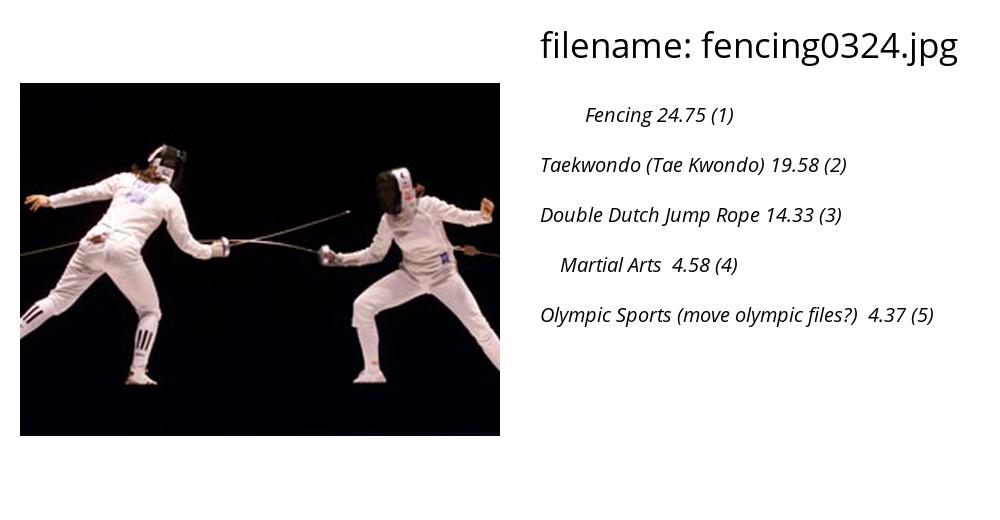 filename: fencing0324.jpg
Fencing 24.75 (1)
Taekwondo (Tae Kwondo) 19.58 (2)
Double Dutch Jump Rope 14.33 (3)
Martial Arts 4.58 (4)
Olympic Sports (move olympic files?) 4.37 (5)